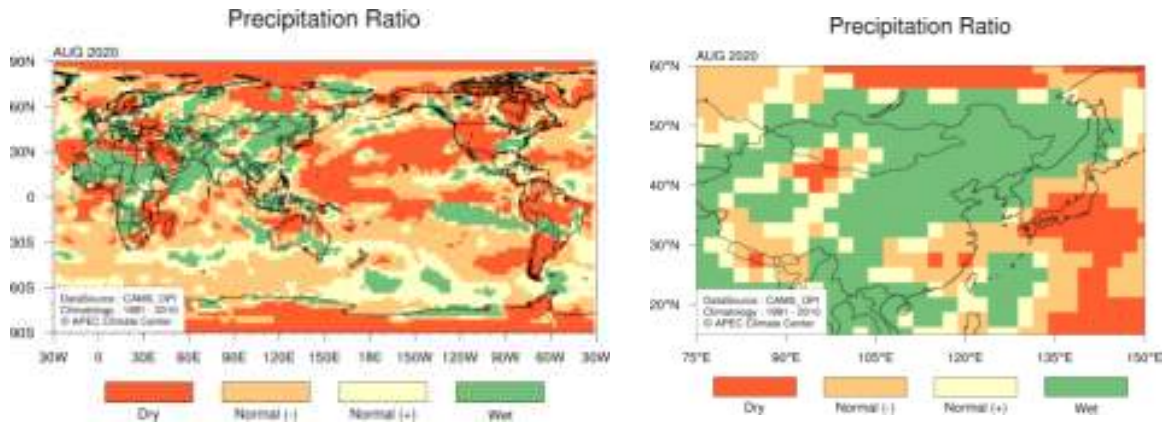 Precipitation Ratio
AUG 2020
90N
60N
30N
0
30S
60S
90S
DataSource : CAMS_OPI
Climatology : 1991 - 2010
© APEC Climate Center
30W 0 30E 60E 90E 120E 150E 180 150W 120W 90W 60W 30W
Dry Normal (-) Normal (+) Wet
Precipitation Ratio
AUG 2020
60°N
50°N
40°N
30°N
20°N
DataSource : CAMS_OPI
Climatology : 1991 - 2010
© APEC Climate Center
75°E 90°E 105°E 120°E 135°E 150°E
Dry Normal (-) Normal (+) Wet